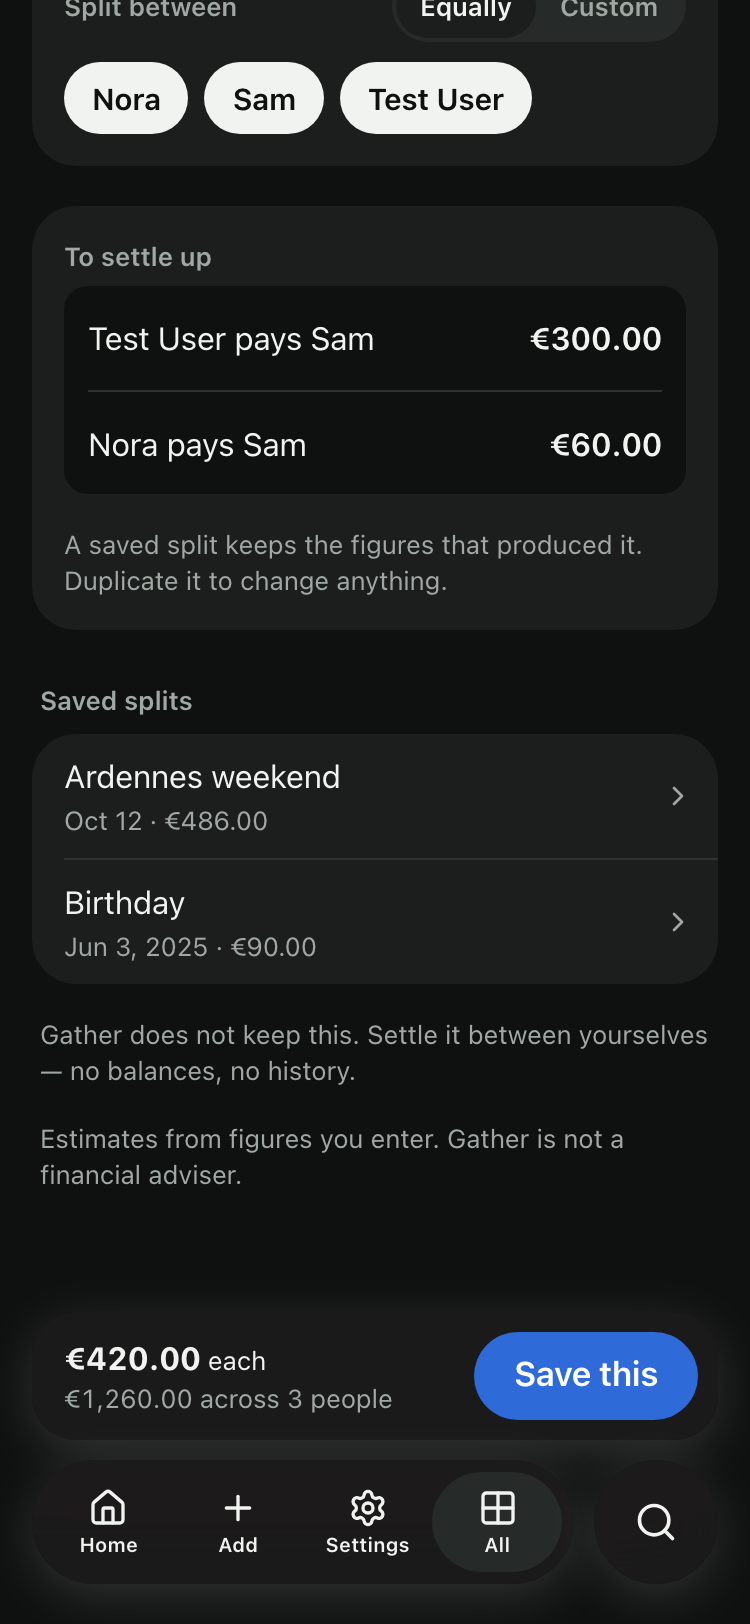 Split between
Equally
Custom
Nora
Sam
Test User
To settle up
Test User pays Sam
€300.00
Nora pays Sam
€60.00
A saved split keeps the figures that produced it.
Duplicate it to change anything.
Saved splits
Ardennes weekend
Oct 12 · €486.00
Birthday
Jun 3, 2025 · €90.00
Gather does not keep this. Settle it between yourselves
— no balances, no history.
Estimates from figures you enter. Gather is not a
financial adviser.
€420.00 each
€1,260.00 across 3 people
Save this
Home
Add
Settings
All